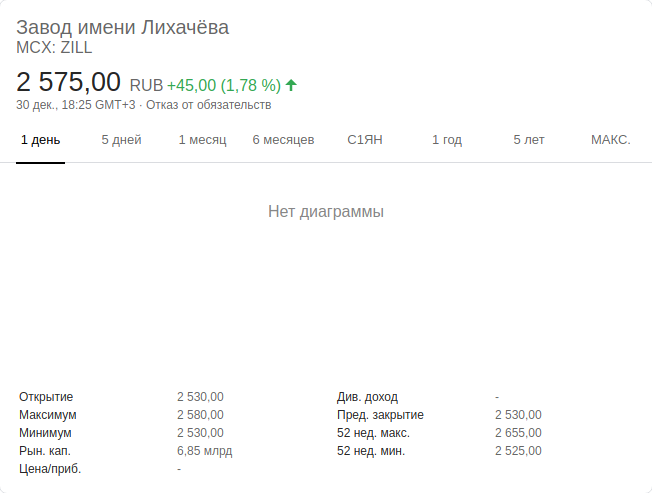 Завод имени Лихачёва
MCX: ZILL
2 575,00 RUB +45,00 (1,78 %)
30 дек., 18:25 GMT+3 · Отказ от обязательств
1 день 5 дней 1 месяц 6 месяцев С1ЯН 1 год 5 лет МАКС.
Нет диаграммы
Открытие 2 530,00 Див. доход -
Максимум 2 580,00 Пред. закрытие 2 530,00
Минимум 2 530,00 52 нед. макс. 2 655,00
Рын. кап. 6,85 млрд 52 нед. мин. 2 525,00
Цена/приб. -